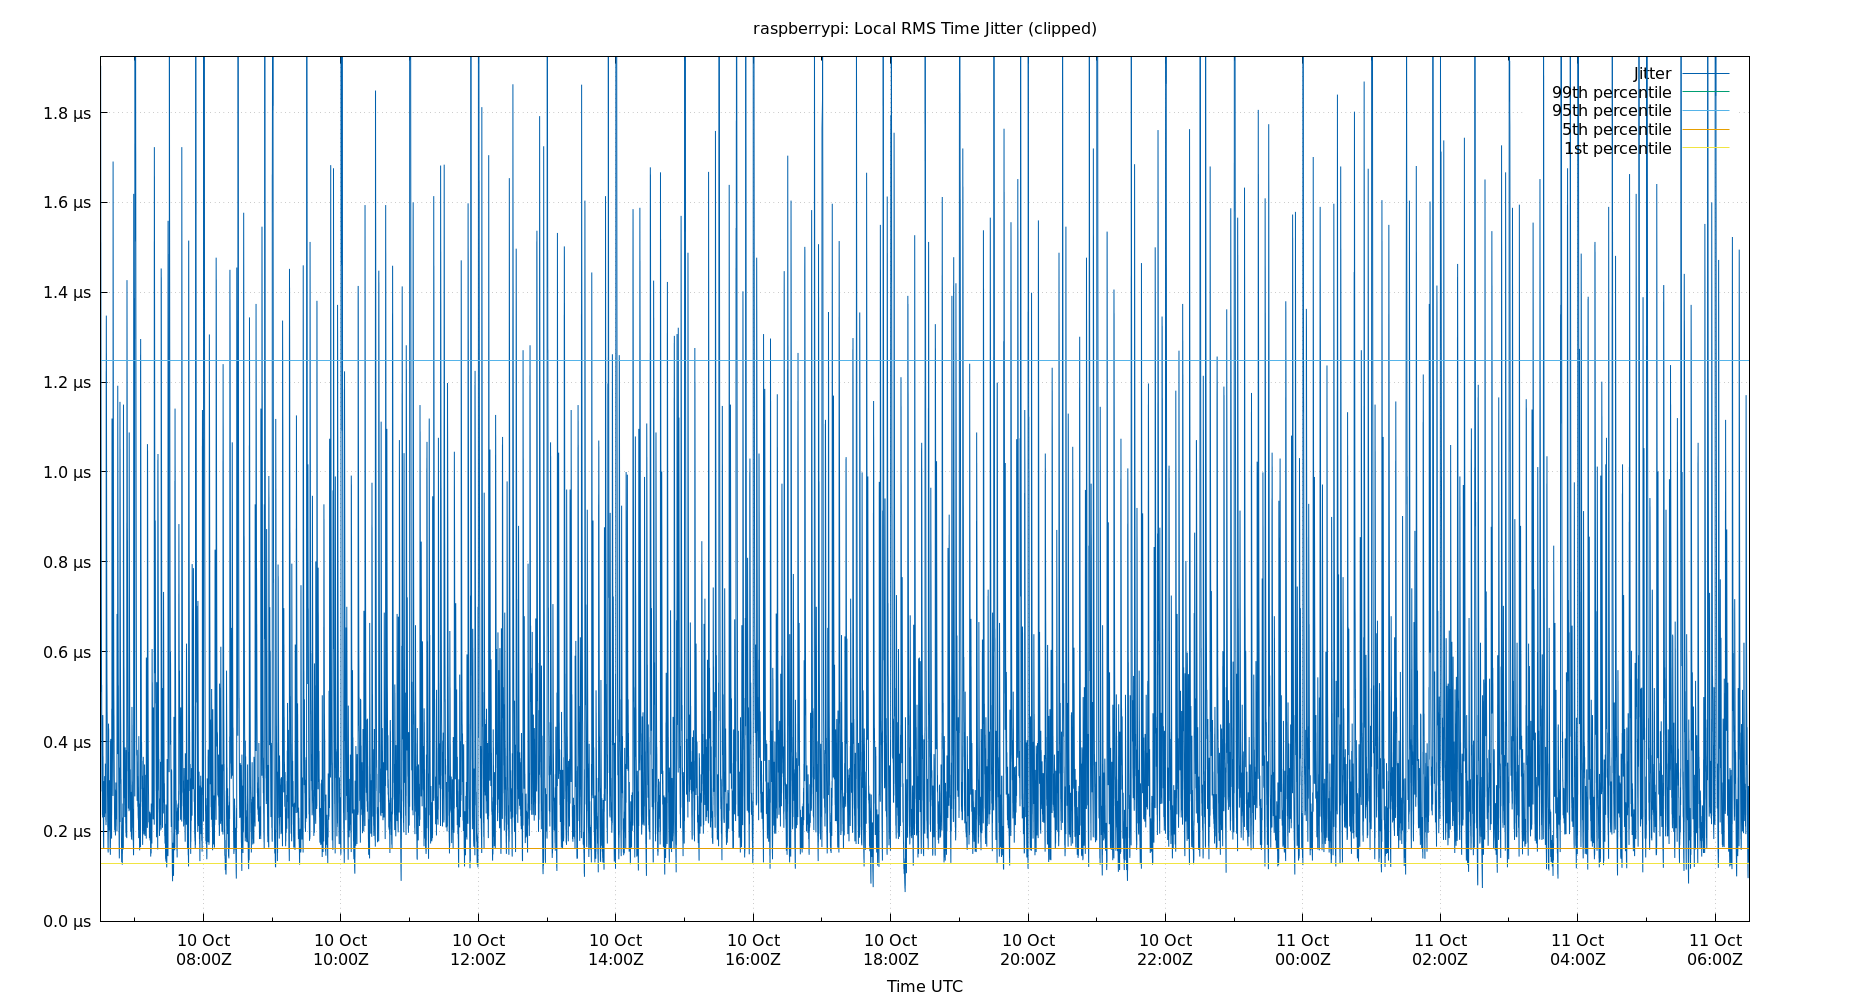 raspberrypi: Local RMS Time Jitter (clipped)
Jitter
99th percentile
95th percentile
5th percentile
1st percentile
1.8 µs
1.6 µs
1.4 µs
1.2 µs
1.0 µs
0.8 µs
0.6 µs
0.4 µs
0.2 µs
0.0 µs
10 Oct 10 Oct 10 Oct 10 Oct 10 Oct 10 Oct 10 Oct 10 Oct 11 Oct 11 Oct 11 Oct 11 Oct
08:00Z 10:00Z 12:00Z 14:00Z 16:00Z 18:00Z 20:00Z 22:00Z 00:00Z 02:00Z 04:00Z 06:00Z
Time UTC